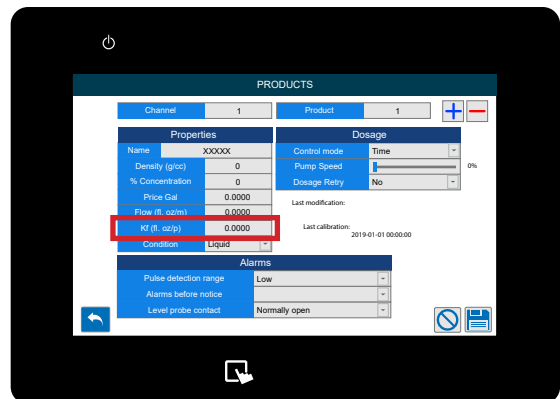 PRODUCTS
Channel 1 Product 1
Properties
Name XXXXX
Density (g/cc) 0
% Concentration 0
Price Gal 0.0000
Flow (fl. oz/m) 0.0000
Kf (fl. oz/p) 0.0000
Condition Liquid
Dosage
Control mode Time
Pump Speed 0%
Dosage Retry No
Last modification:
Last calibration:
2019-01-01 00:00:00
Alarms
Pulse detection range Low
Alarms before notice
Level probe contact Normally open